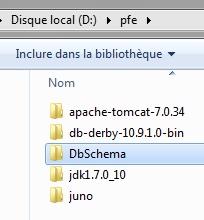 Disque local (D:) ▸ pfe ▸
Inclure dans la bibliothèque ▾
Nom
apache-tomcat-7.0.34
db-derby-10.9.1.0-bin
DbSchema
jdk1.7.0_10
juno